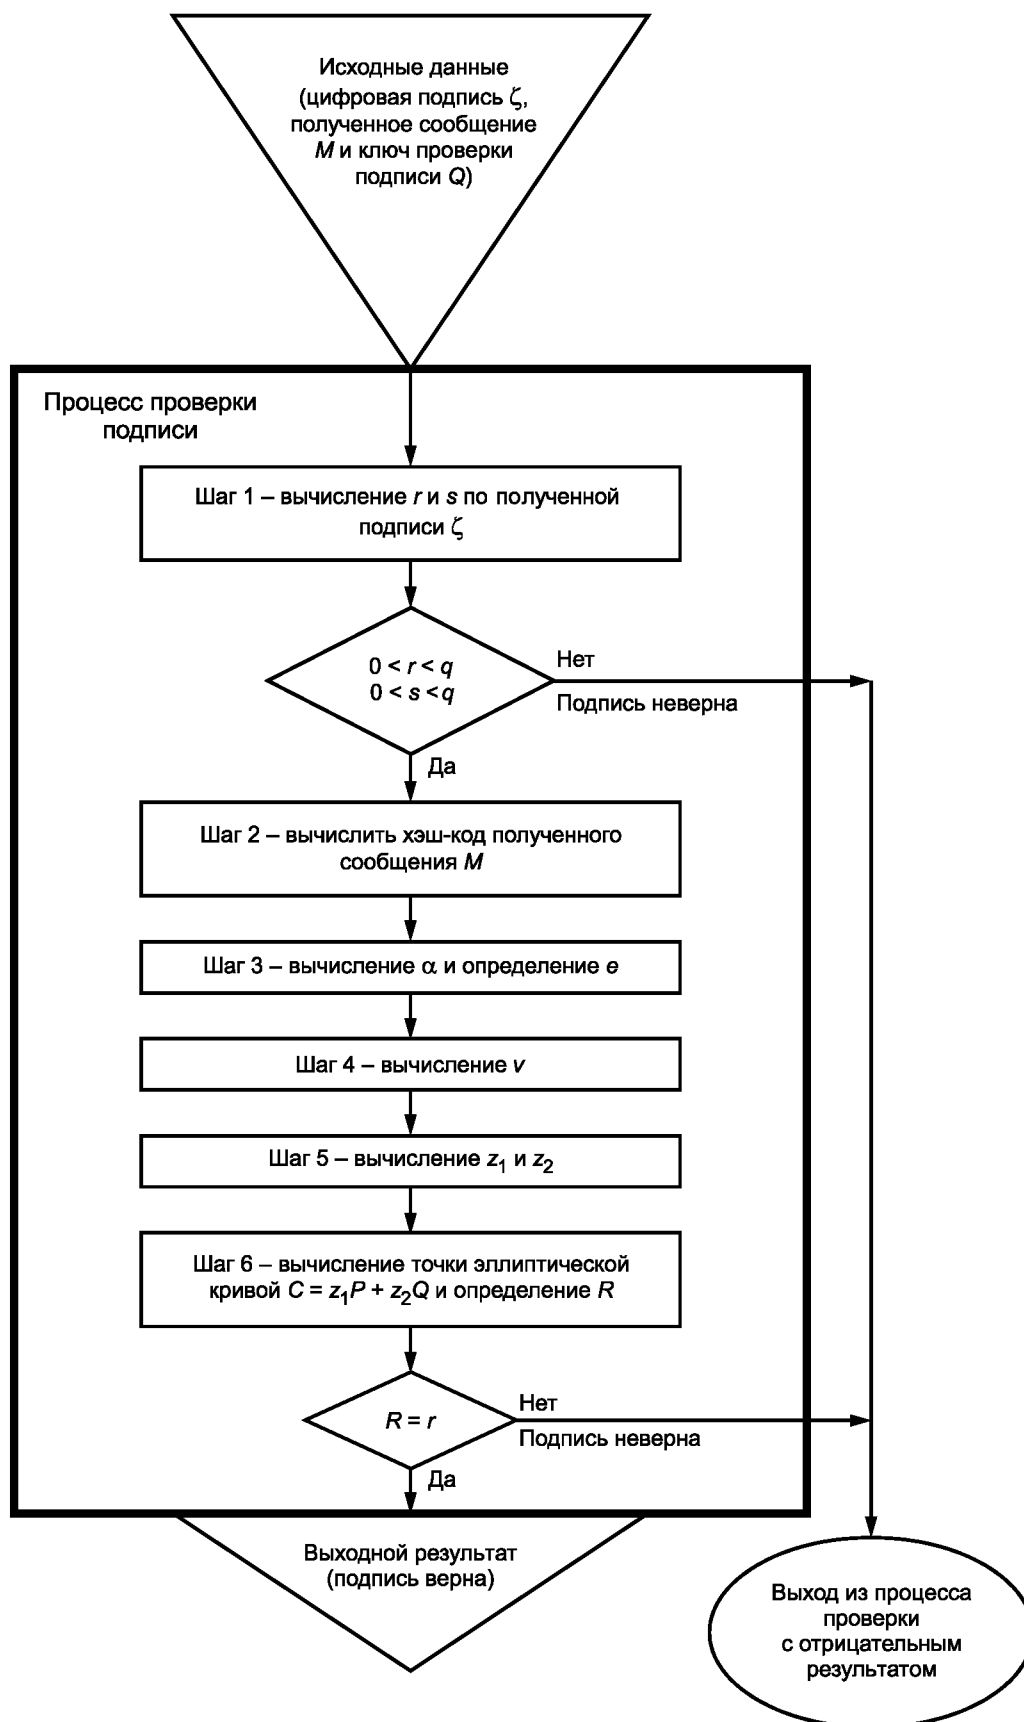 Исходные данные
(цифровая подпись ζ,
полученное сообщение
M и ключ проверки
подписи Q)
Процесс проверки
подписи
Шаг 1 – вычисление r и s по полученной
подписи ζ
0 < r < q
0 < s < q
Нет
Подпись неверна
Да
Шаг 2 – вычислить хэш-код полученного
сообщения M
Шаг 3 – вычисление α и определение e
Шаг 4 – вычисление v
Шаг 5 – вычисление z₁ и z₂
Шаг 6 – вычисление точки эллиптической
кривой C = z₁P + z₂Q и определение R
R = r
Нет
Подпись неверна
Да
Выходной результат
(подпись верна)
Выход из процесса
проверки
с отрицательным
результатом